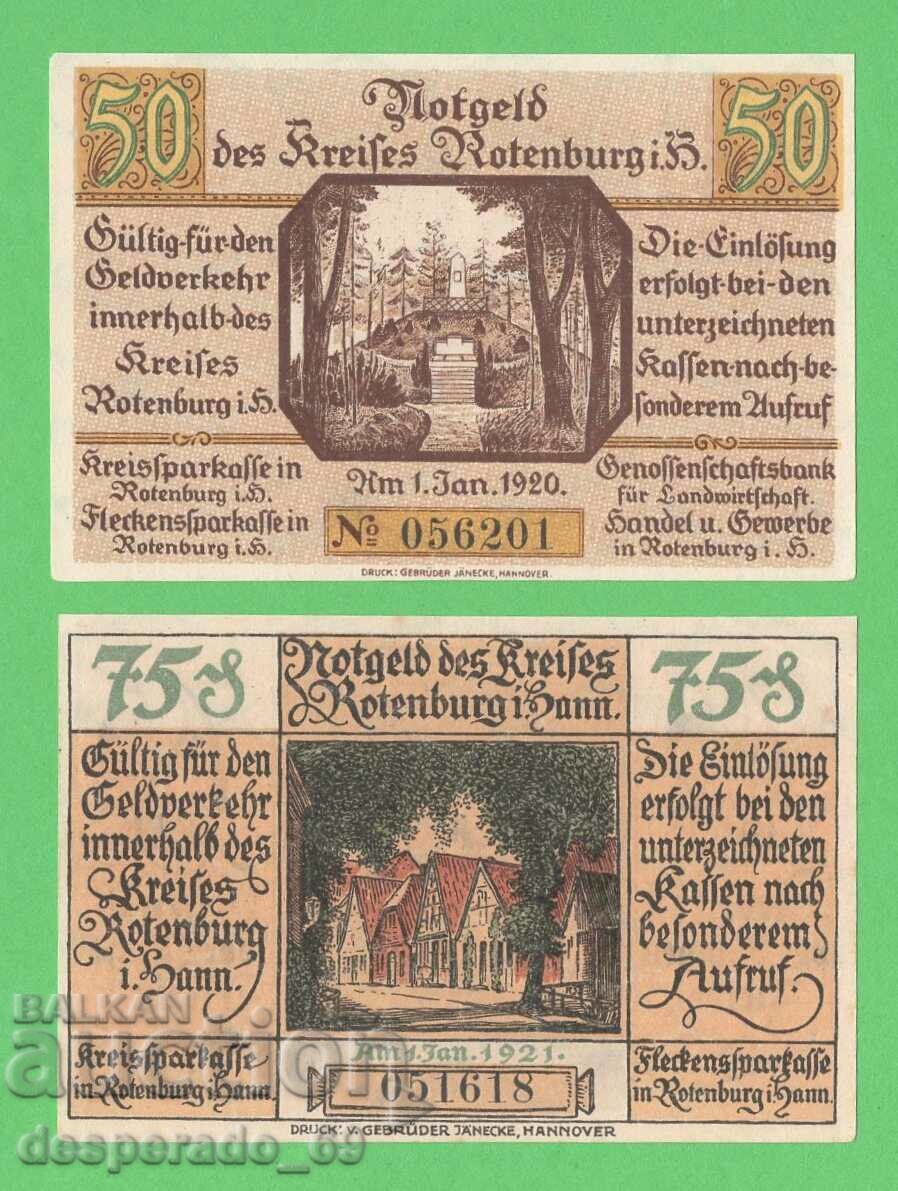 50
Notgeld
des Kreises Rotenburg i. H.
50
Gültig·für·den
Geldverkehr
innerhalb·des
Kreises
Rotenburg i. H.
Die·Einlösung
erfolgt·bei·den
unterzeichneten
Kassen·nach·be-
sonderem Aufruf
Kreissparkasse in
Rotenburg i. H.
Fleckenssparkasse in
Rotenburg i. H.
Am 1. Jan. 1920.
No 056201
Genossenschaftsbank
für Landwirtschaft.
Handel u. Gewerbe
in Rotenburg i. H.
DRUCK: GEBRÜDER JÄNECKE, HANNOVER.
75 ₰
Notgeld des Kreises
Rotenburg i. Hann.
75 ₰
Gültig für den
Geldverkehr
innerhalb des
Kreises
Rotenburg
i. Hann.
Die Einlösung
erfolgt bei den
unterzeichneten
Kassen nach
besonderem
Aufruf.
Kreissparkasse
in Rotenburg i. Hann.
Am 1. Jan. 1921.
051618
Fleckenssparkasse
in Rotenburg i. Hann.
DRUCK: v. GEBRÜDER JÄNECKE, HANNOVER
BALKAN
auction
desperado_69